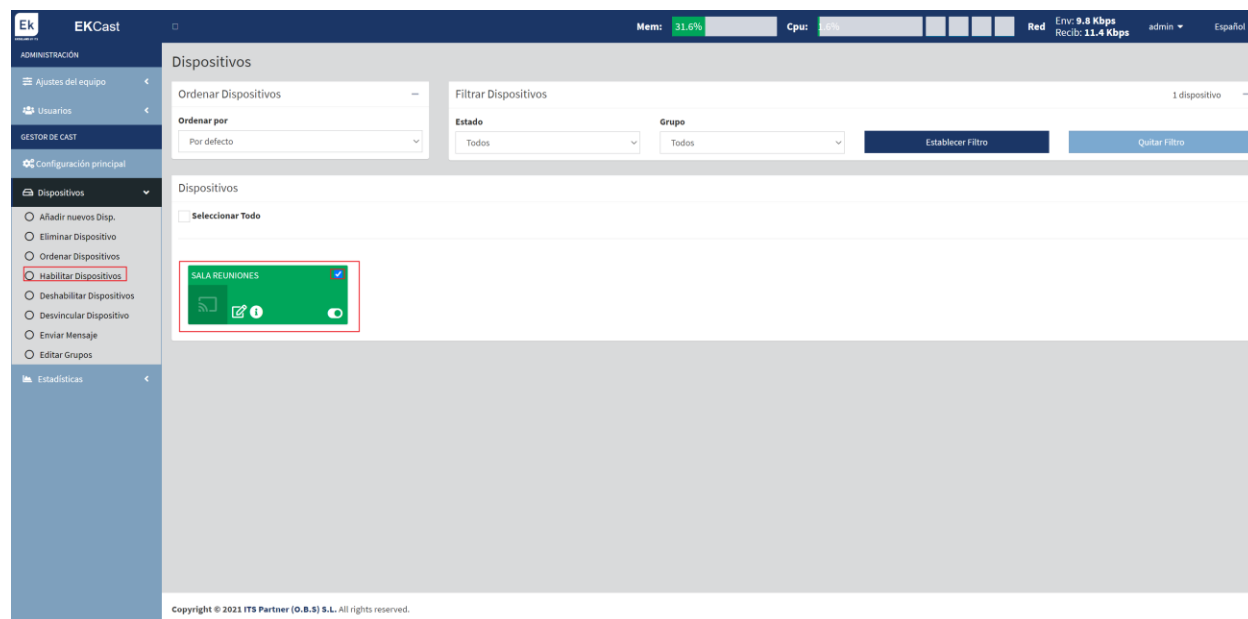 Ek
EKCast
Mem: 31.6%
Cpu: 1.6%
Red
Env: 9.8 Kbps
Recib: 11.4 Kbps
admin
Español
ADMINISTRACIÓN
Ajustes del equipo
Usuarios
GESTOR DE CAST
Configuración principal
Dispositivos
Añadir nuevos Disp.
Eliminar Dispositivo
Ordenar Dispositivos
Habilitar Dispositivos
Deshabilitar Dispositivos
Desvincular Dispositivo
Enviar Mensaje
Editar Grupos
Estadísticas
Dispositivos
Ordenar Dispositivos
Ordenar por
Por defecto
Filtrar Dispositivos
1 dispositivo
Estado
Todos
Grupo
Todos
Establecer Filtro
Quitar Filtro
Dispositivos
Seleccionar Todo
SALA REUNIONES
Copyright © 2021 ITS Partner (O.B.S) S.L. All rights reserved.